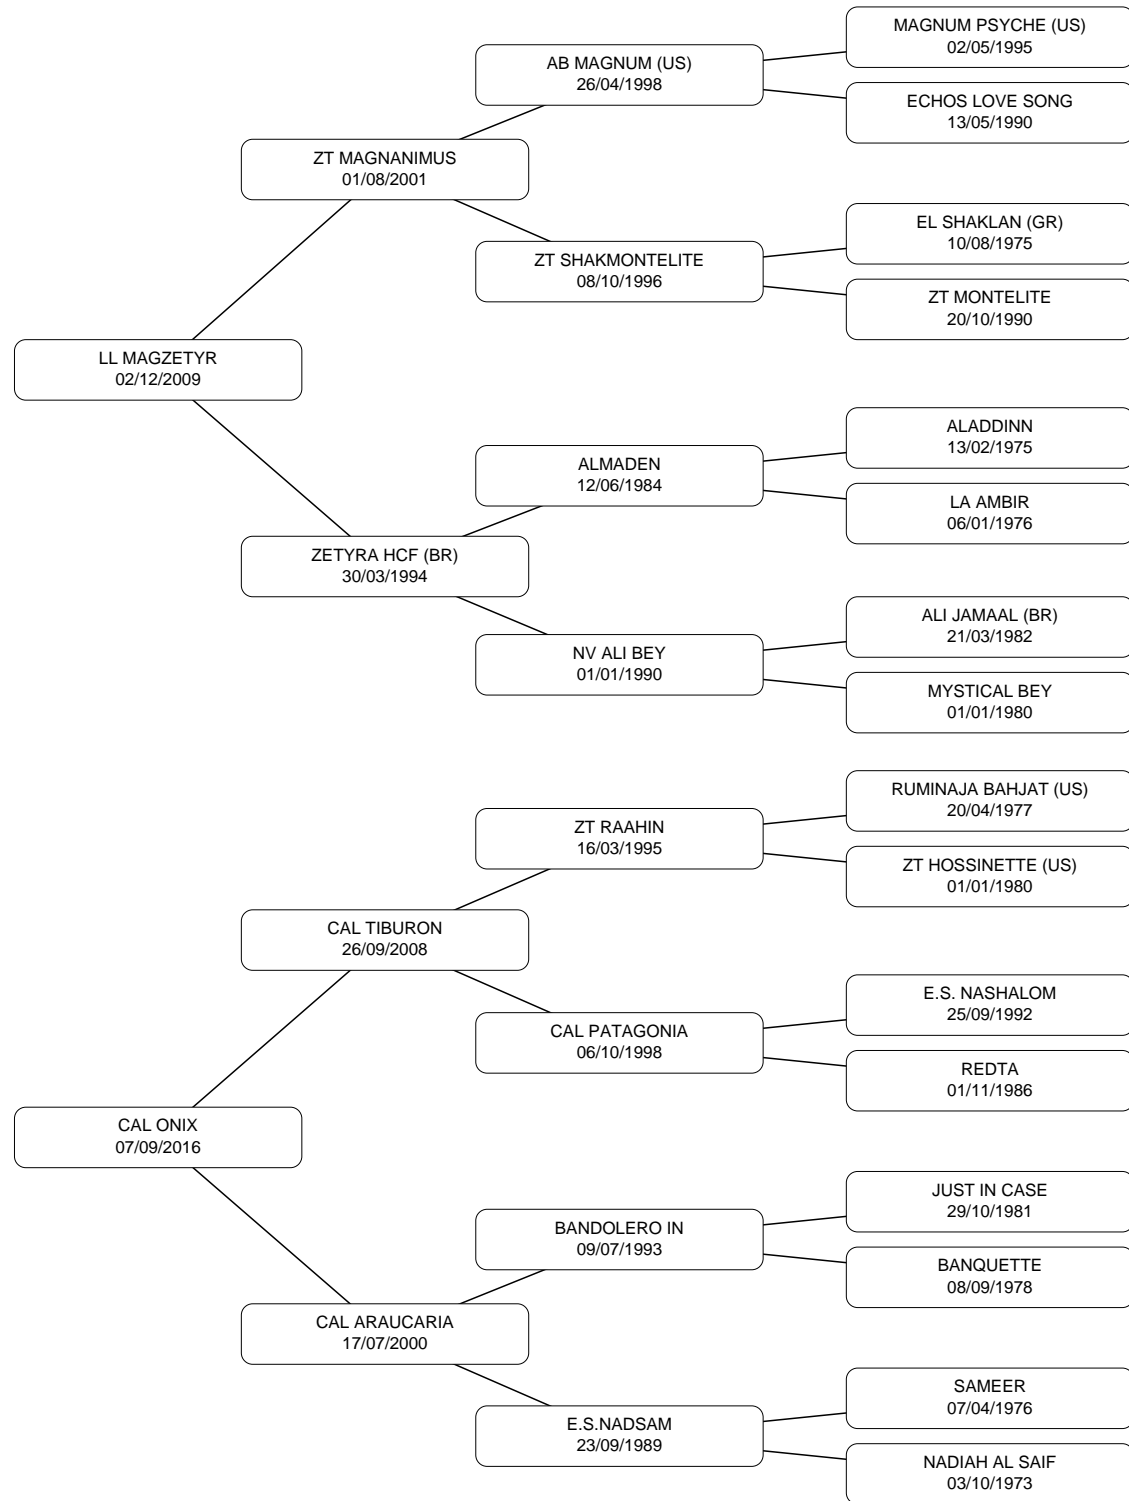 MAGNUM PSYCHE (US)
02/05/1995
AB MAGNUM (US)
26/04/1998
ECHOS LOVE SONG
13/05/1990
ZT MAGNANIMUS
01/08/2001
EL SHAKLAN (GR)
10/08/1975
ZT SHAKMONTELITE
08/10/1996
ZT MONTELITE
20/10/1990
LL MAGZETYR
02/12/2009
ALADDINN
13/02/1975
ALMADEN
12/06/1984
LA AMBIR
06/01/1976
ZETYRA HCF (BR)
30/03/1994
ALI JAMAAL (BR)
21/03/1982
NV ALI BEY
01/01/1990
MYSTICAL BEY
01/01/1980
RUMINAJA BAHJAT (US)
20/04/1977
ZT RAAHIN
16/03/1995
ZT HOSSINETTE (US)
01/01/1980
CAL TIBURON
26/09/2008
E.S. NASHALOM
25/09/1992
CAL PATAGONIA
06/10/1998
REDTA
01/11/1986
CAL ONIX
07/09/2016
JUST IN CASE
29/10/1981
BANDOLERO IN
09/07/1993
BANQUETTE
08/09/1978
CAL ARAUCARIA
17/07/2000
SAMEER
07/04/1976
E.S.NADSAM
23/09/1989
NADIAH AL SAIF
03/10/1973